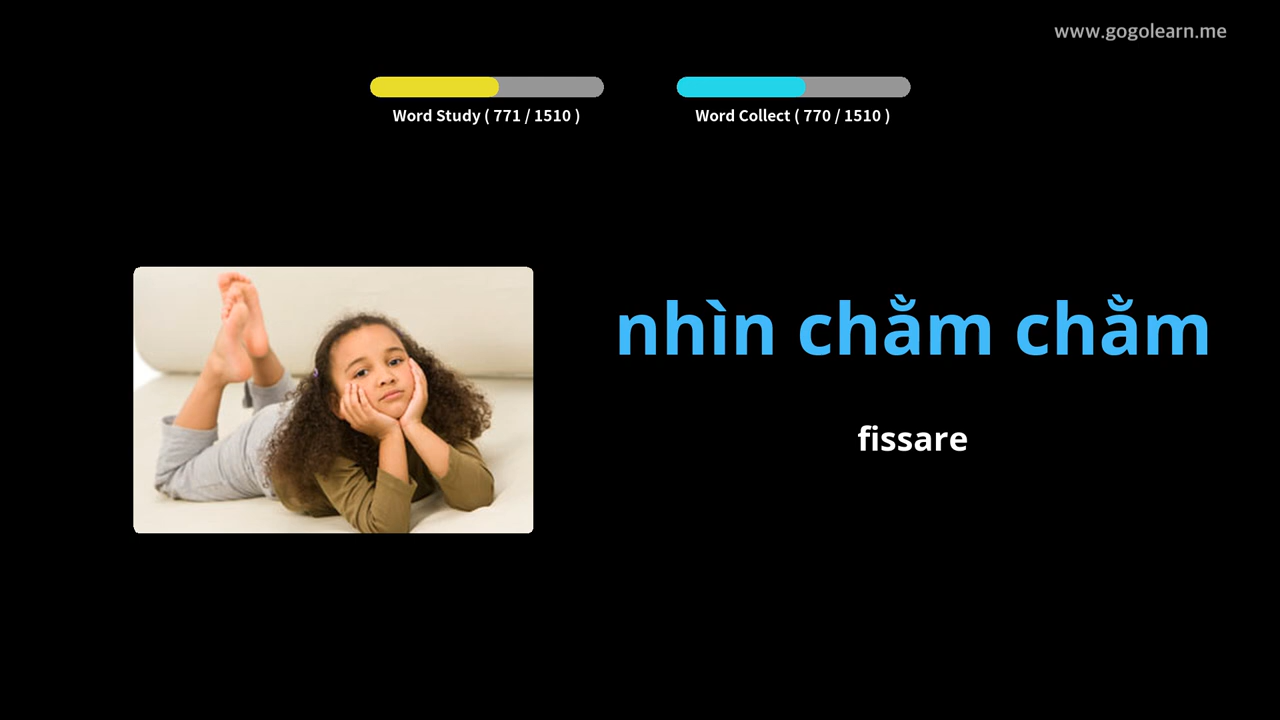 www.gogolearn.me
Word Study ( 771 / 1510 )
Word Collect ( 770 / 1510 )
nhìn chằm chằm
fissare